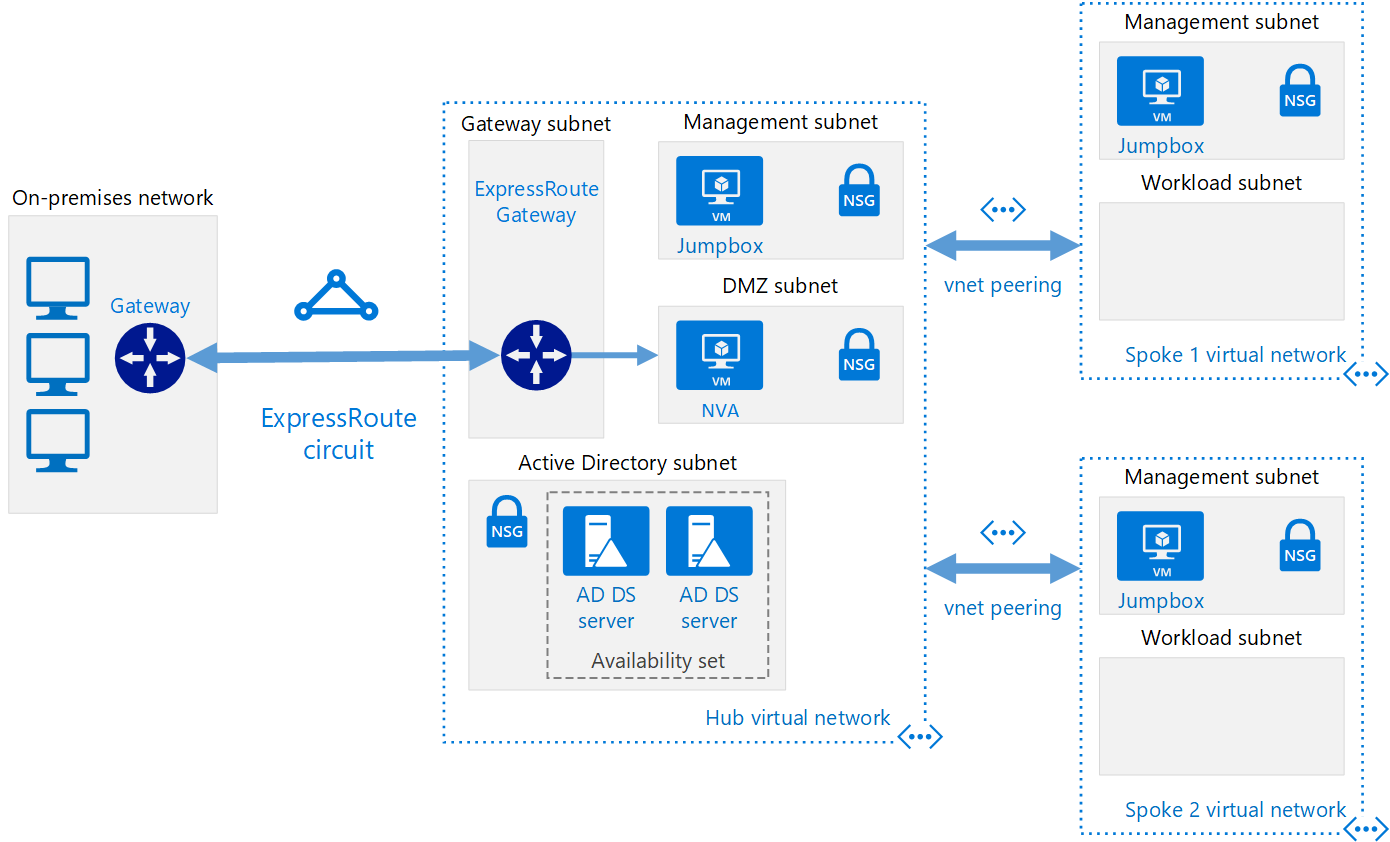 On-premises network
Gateway
ExpressRoute
circuit
Gateway subnet
ExpressRoute
Gateway
Management subnet
VM
NSG
Jumpbox
DMZ subnet
VM
NSG
NVA
Active Directory subnet
NSG
AD DS
server
AD DS
server
Availability set
Hub virtual network
vnet peering
vnet peering
Management subnet
VM
NSG
Jumpbox
Workload subnet
Spoke 1 virtual network
Management subnet
VM
NSG
Jumpbox
Workload subnet
Spoke 2 virtual network